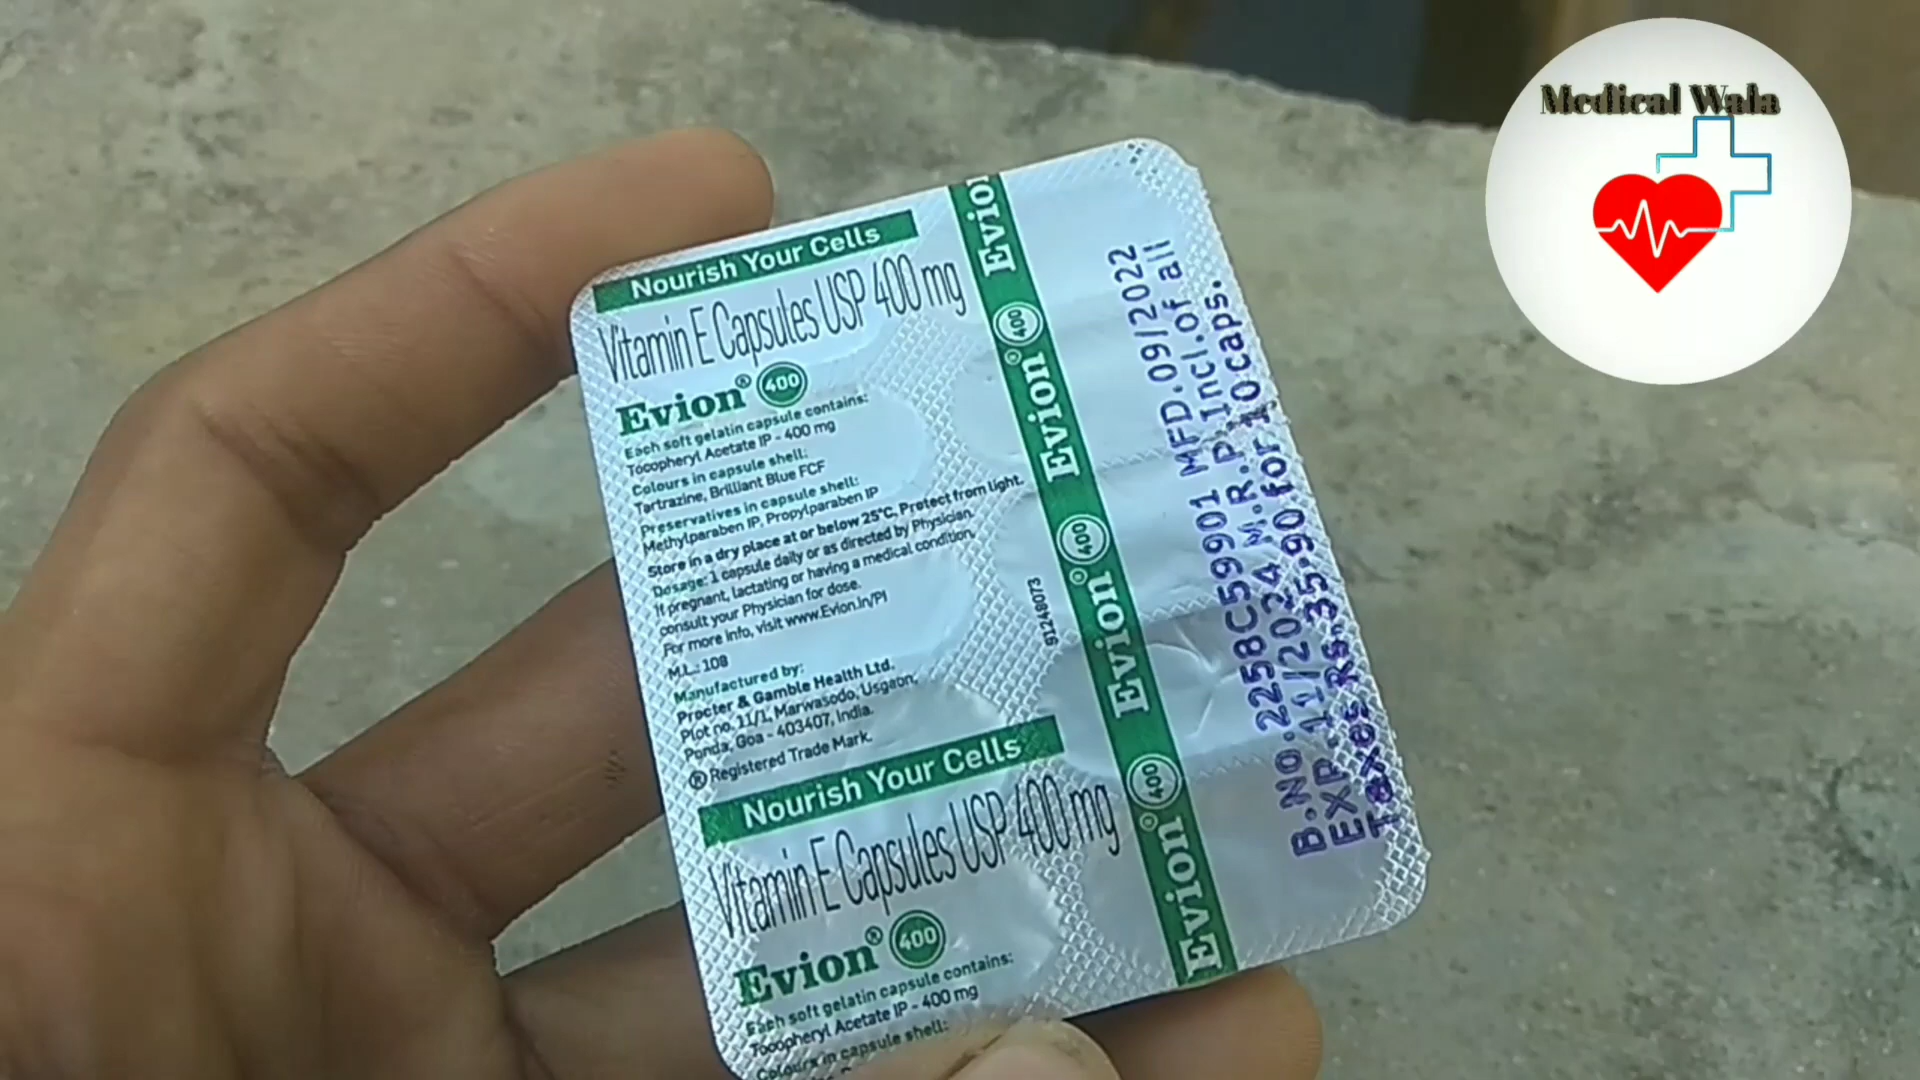 Medical Wala
Nourish Your Cells
Vitamin E Capsules USP 400 mg
Evion® 400
Each soft gelatin capsule contains:
Tocopheryl Acetate IP - 400 mg
Colours in capsule shell:
Tartrazine, Brilliant Blue FCF
Preservatives in capsule shell:
Methylparaben IP, Propylparaben IP
Store in a dry place at or below 25°C. Protect from light.
Dosage: 1 capsule daily or as directed by Physician.
If pregnant, lactating or having a medical condition,
consult your Physician for dose.
For more info, visit www.Evion.in/PI
M.L.: 108
Manufactured by:
Procter & Gamble Health Ltd.
Plot no. 11/1, Marwasodo, Usgaon,
Ponda, Goa - 403407, India.
® Registered Trade Mark.
Nourish Your Cells
Vitamin E Capsules USP 400 mg
Evion® 400
Each soft gelatin capsule contains:
Tocopheryl Acetate IP - 400 mg
Colours in capsule shell:
91248073
Evion® 400 Evion® 400 Evion® 400 Evio
B.NO.2258C59901 MFD.09/2022
EXP.11/2024 M.R.P.Incl.of all
Taxes Rs.35.90 for 10caps.